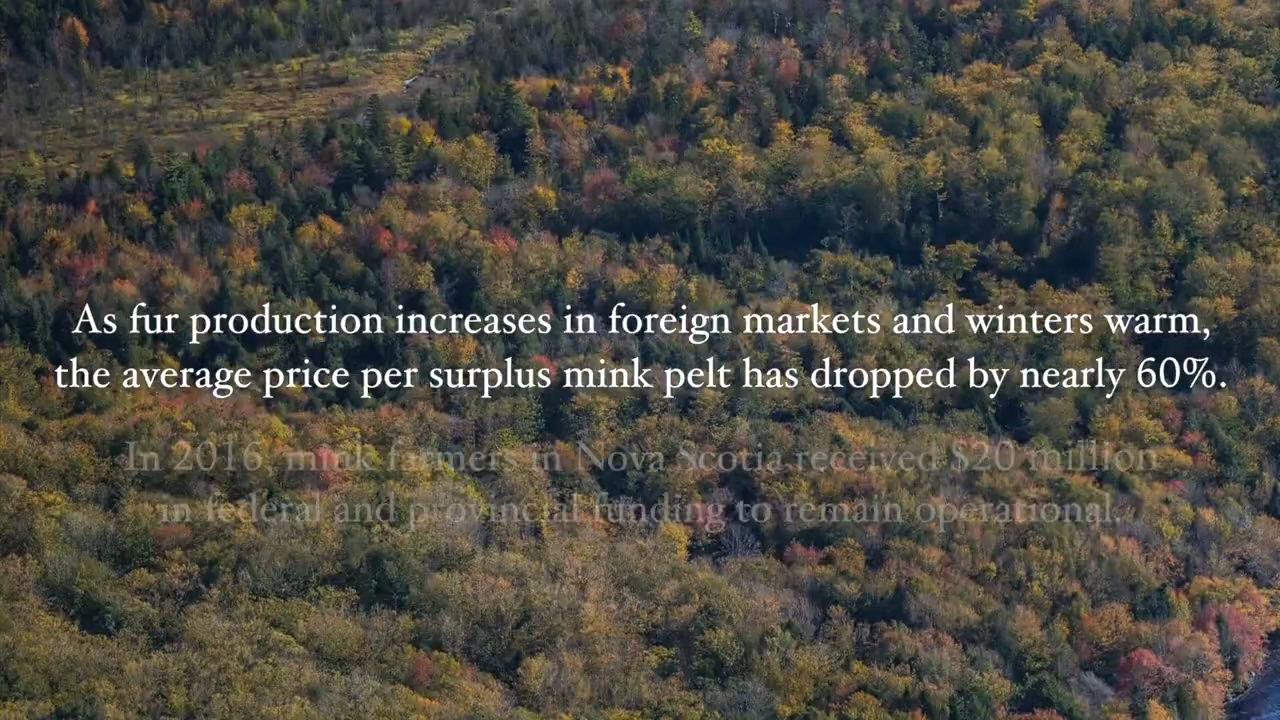 As fur production increases in foreign markets and winters warm,
the average price per surplus mink pelt has dropped by nearly 60%.
In 2016, mink farmers in Nova Scotia received $20 million
in federal and provincial funding to remain operational.